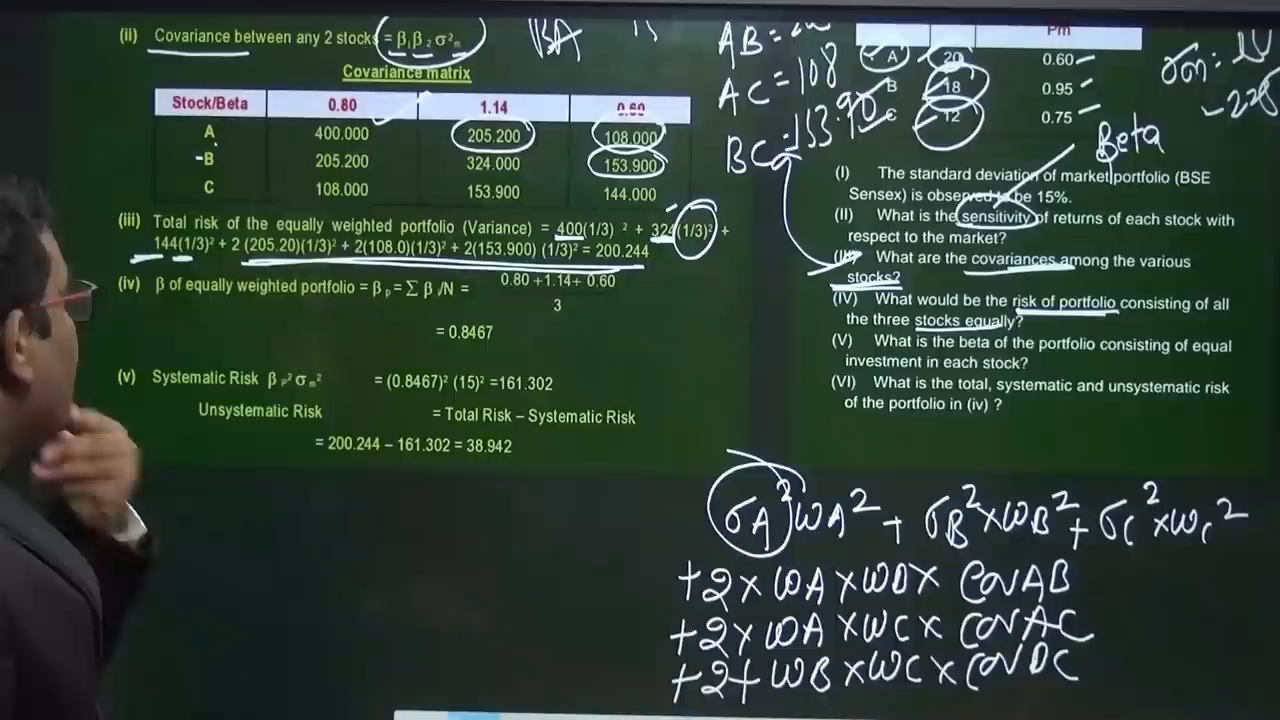 (ii) Covariance between any 2 stocks = β₁β₂σ²ₘ
Covariance matrix
Stock/Beta 0.80 1.14 0.60
A 400.000 205.200 108.000
B 205.200 324.000 153.900
C 108.000 153.900 144.000
(iii) Total risk of the equally weighted portfolio (Variance) = 400(1/3)² + 324(1/3)² +
144(1/3)² + 2 (205.20)(1/3)² + 2(108.0)(1/3)² + 2(153.900) (1/3)² = 200.244
(iv) β of equally weighted portfolio = βₚ = Σ β /N = 0.80 +1.14+ 0.60
3
= 0.8467
(v) Systematic Risk βₚ² σₘ² = (0.8467)² (15)² =161.302
Unsystematic Risk = Total Risk – Systematic Risk
= 200.244 – 161.302 = 38.942
BA
AB=
AC=108
BC=153.90
Pm
A 20 0.60
B 18 0.95
C 12 0.75
σm:
Beta
(I) The standard deviation of market portfolio (BSE
Sensex) is observed to be 15%.
(II) What is the sensitivity of returns of each stock with
respect to the market?
(III) What are the covariances among the various
stocks?
(IV) What would be the risk of portfolio consisting of all
the three stocks equally?
(V) What is the beta of the portfolio consisting of equal
investment in each stock?
(VI) What is the total, systematic and unsystematic risk
of the portfolio in (iv) ?
σA² WA² + σB² × WB² + σC² × WC²
+2 × WA × WB × COVAB
+2 × WA × WC × COVAC
+2 + WB × WC × COVBC